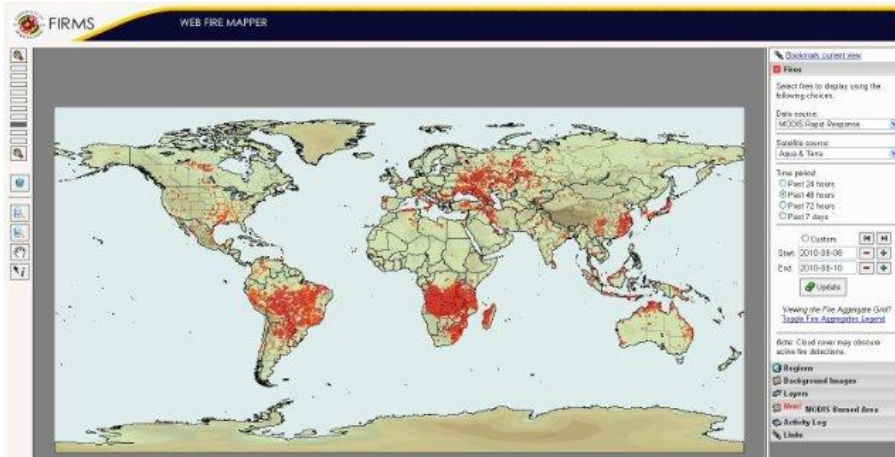 FIRMS
WEB FIRE MAPPER
Bookmark current view
Fires
Select fires to display using the
following choices.
Data source:
MODIS Rapid Response
Satellite source:
Aqua & Terra
Time period
Past 24 hours
Past 48 hours
Past 72 hours
Past 7 days
Custom
Start: 2010-08-08
End: 2010-08-10
Update
Viewing the Fire Aggregate Grid?
Toggle Fire Aggregates Legend
Note: Cloud cover may obscure
active fire detections.
Regions
Background Images
Layers
New! MODIS Burned Area
Activity Log
Links